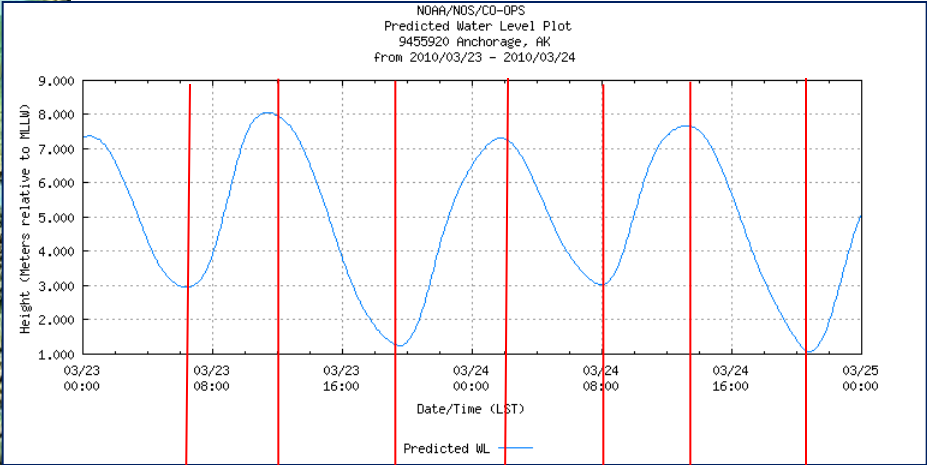 NOAA/NOS/CO-OPS
Predicted Water Level Plot
9455920 Anchorage, AK
from 2010/03/23 - 2010/03/24
Height (Meters relative to MLLW)
9.000
8.000
7.000
6.000
5.000
4.000
3.000
2.000
1.000
03/23 03/23 03/23 03/24 03/24 03/24 03/25
00:00 08:00 16:00 00:00 08:00 16:00 00:00
Date/Time (LST)
Predicted WL